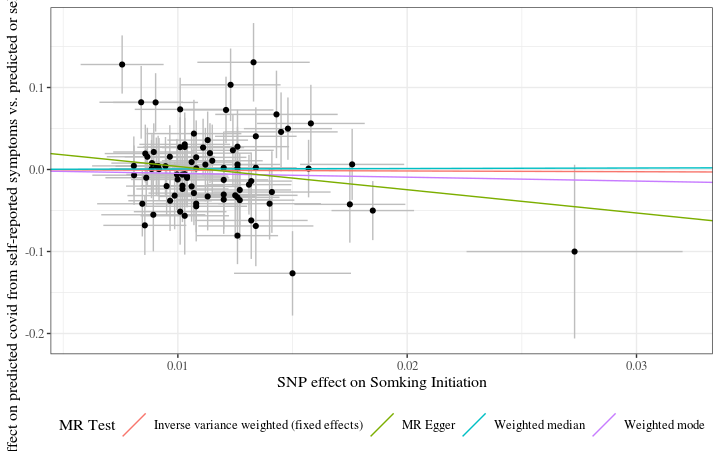 ffect on predicted covid from self-reported symptoms vs. predicted or se
0.1
0.0
-0.1
-0.2
0.01
0.02
0.03
SNP effect on Somking Initiation
MR Test
Inverse variance weighted (fixed effects)
MR Egger
Weighted median
Weighted mode